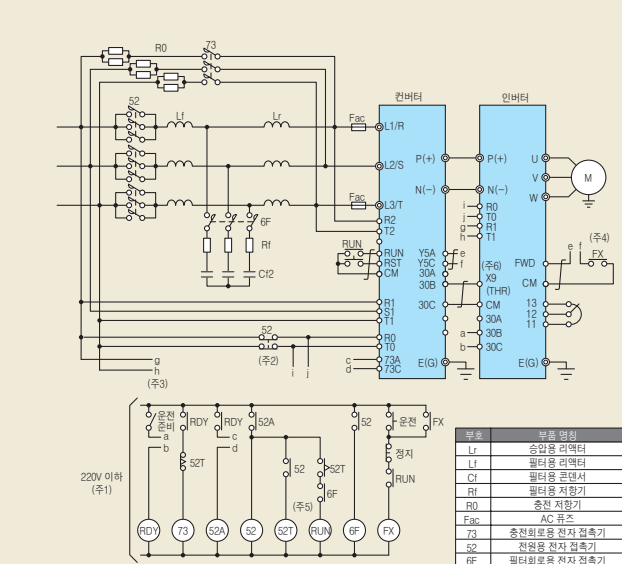 R0
73
52
Lf
Lr
Fac
컨버터
인버터
L1/R
P(+)
P(+)
U
L2/S
V
M
N(−)
N(−)
W
Fac
L3/T
i
R0
j
T0
g
R1
h
T1
R2
T2
6F
Rf
Cf2
RUN
RUN
RST
CM
Y5A
e
Y5C
f
30A
30B
(주6)
X9
(THR)
FWD
e f
(주4)
FX
CM
30C
CM
13
12
11
30A
R1
S1
T1
52
(주2)
R0
T0
a
30B
b
30C
i
j
c
73A
d
73C
E(G)
E(G)
g
h
(주3)
220V 이하
(주1)
운전
준비
a
b
RDY
52T
RDY
c
d
52A
52
52T
6F
(주5)
52
운전
FX
정지
RUN
RDY
73
52A
52
52T
RUN
6F
FX
부호 부품 명칭
Lr 승압용 리액터
Lf 필터용 리액터
Cf 필터용 콘덴서
Rf 필터용 저항기
R0 충전 저항기
Fac AC 퓨즈
73 충전회로용 전자 접촉기
52 전원용 전자 접촉기
6F 필터회로용 전자 접촉기